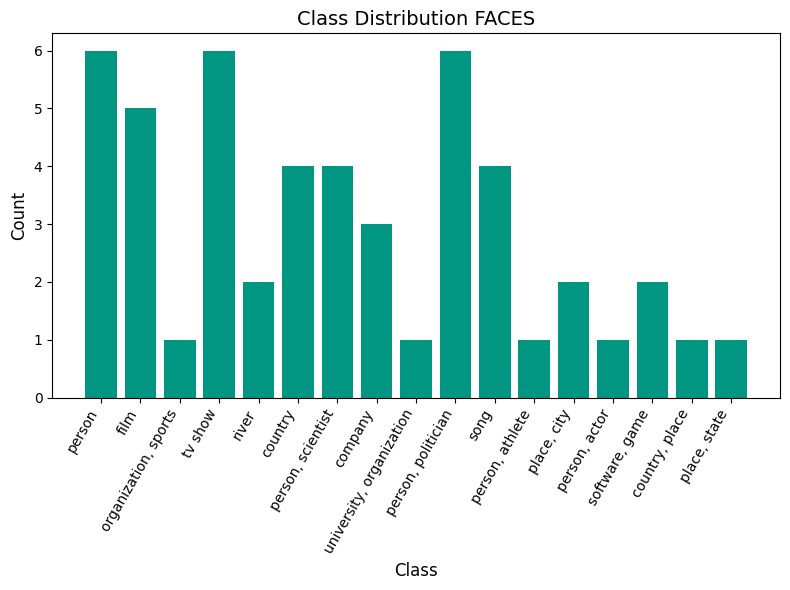 Class Distribution FACES
Count
6
5
4
3
2
1
0
person
film
organization, sports
tv show
river
country
person, scientist
company
university, organization
person, politician
song
person, athlete
place, city
person, actor
software, game
country, place
place, state
Class